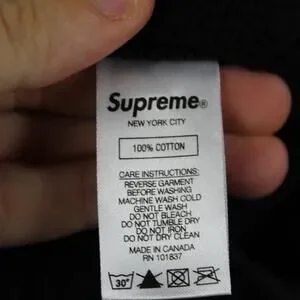 Supreme®
NEW YORK CITY
100% COTTON
CARE INSTRUCTIONS:
REVERSE GARMENT
BEFORE WASHING
MACHINE WASH COLD
GENTLE WASH
DO NOT BLEACH
DO NOT TUMBLE DRY
DO NOT IRON
DO NOT DRY CLEAN
MADE IN CANADA
RN 101837
30°